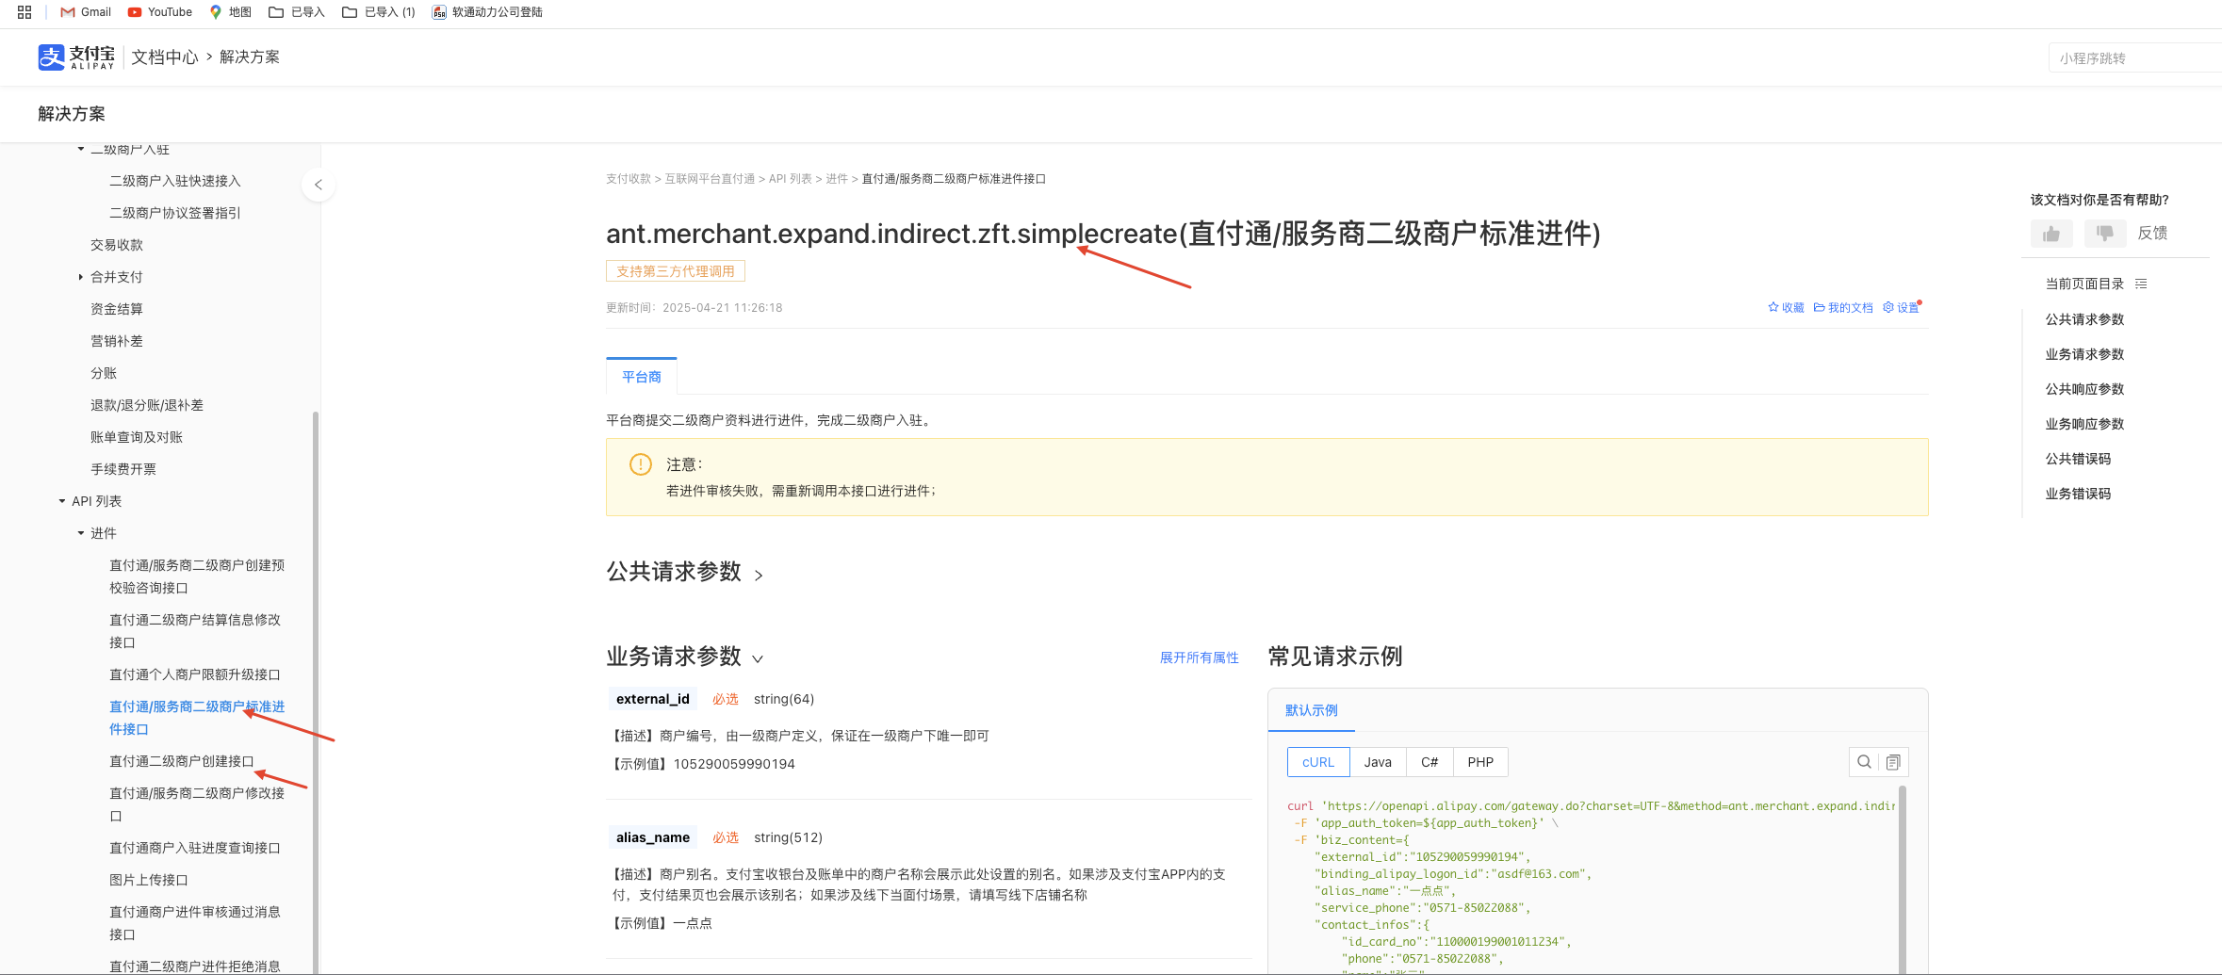 Gmail
YouTube
地图
已导入
已导入 (1)
软通动力公司登陆
支付宝
ALIPAY
文档中心 > 解决方案
小程序跳转
解决方案
二级商户入驻
二级商户入驻快速接入
二级商户协议签署指引
交易收款
合并支付
资金结算
营销补差
分账
退款/退分账/退补差
账单查询及对账
手续费开票
API 列表
进件
直付通/服务商二级商户创建预
校验咨询接口
直付通二级商户结算信息修改
接口
直付通个人商户限额升级接口
直付通/服务商二级商户标准进
件接口
直付通二级商户创建接口
直付通/服务商二级商户修改接
口
直付通商户入驻进度查询接口
图片上传接口
直付通商户进件审核通过消息
接口
直付通二级商户进件拒绝消息
支付收款 > 互联网平台直付通 > API 列表 > 进件 > 直付通/服务商二级商户标准进件接口
ant.merchant.expand.indirect.zft.simplecreate(直付通/服务商二级商户标准进件)
支持第三方代理调用
更新时间：2025-04-21 11:26:18
收藏
我的文档
设置
平台商
平台商提交二级商户资料进行进件，完成二级商户入驻。
注意：
若进件审核失败，需重新调用本接口进行进件；
公共请求参数
业务请求参数
展开所有属性
external_id 必选 string(64)
【描述】商户编号，由一级商户定义，保证在一级商户下唯一即可
【示例值】105290059990194
alias_name 必选 string(512)
【描述】商户别名。支付宝收银台及账单中的商户名称会展示此处设置的别名。如果涉及支付宝APP内的支
付，支付结果页也会展示该别名；如果涉及线下当面付场景，请填写线下店铺名称
【示例值】一点点
常见请求示例
默认示例
cURL
Java
C#
PHP
curl 'https://openapi.alipay.com/gateway.do?charset=UTF-8&method=ant.merchant.expand.indir
-F 'app_auth_token=${app_auth_token}' \
-F 'biz_content={
"external_id":"105290059990194",
"binding_alipay_logon_id":"asdf@163.com",
"alias_name":"一点点",
"service_phone":"0571-85022088",
"contact_infos":{
"id_card_no":"110000199001011234",
"phone":"0571-85022088",
该文档对你是否有帮助?
反馈
当前页面目录
公共请求参数
业务请求参数
公共响应参数
业务响应参数
公共错误码
业务错误码